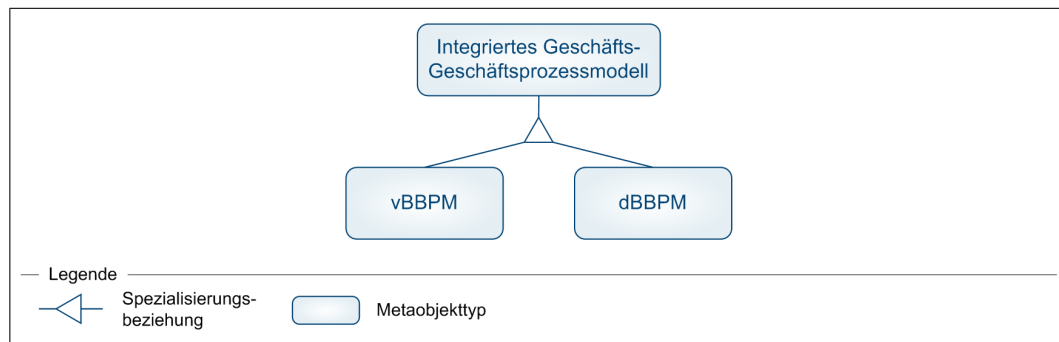 Integriertes Geschäfts-
Geschäftsprozessmodell
vBBPM
dBBPM
Legende
Spezialisierungs-
beziehung
Metaobjekttyp